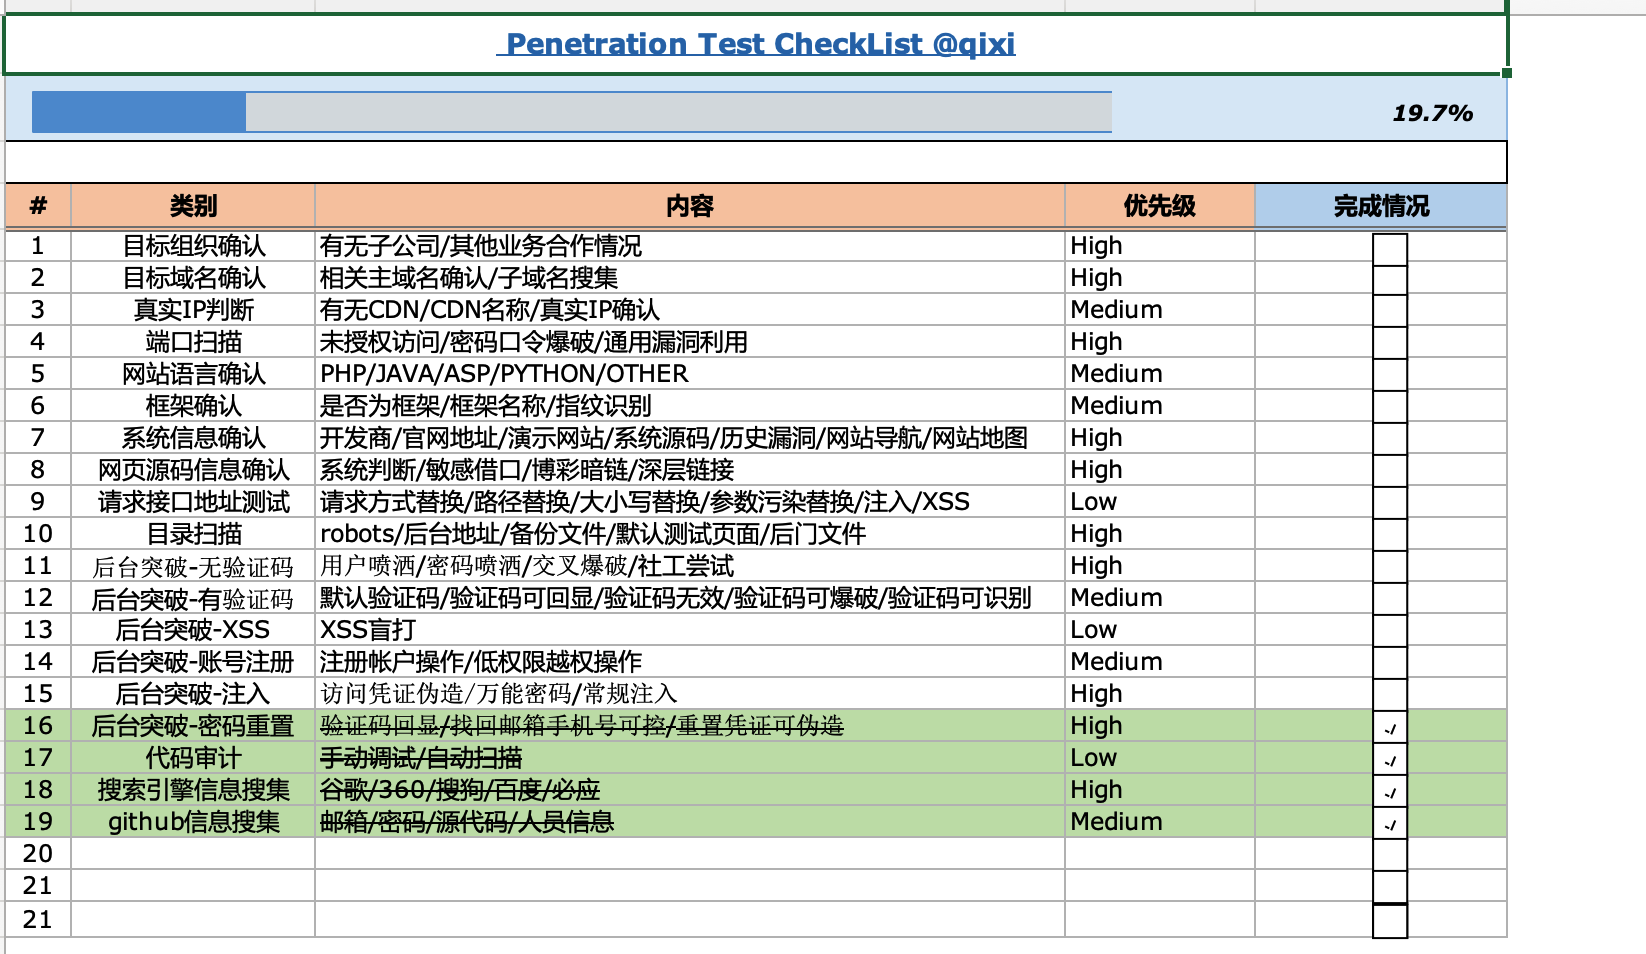 Penetration Test CheckList @qixi
19.7%
# 类别 内容 优先级 完成情况
1 目标组织确认 有无子公司/其他业务合作情况 High
2 目标域名确认 相关主域名确认/子域名搜集 High
3 真实IP判断 有无CDN/CDN名称/真实IP确认 Medium
4 端口扫描 未授权访问/密码口令爆破/通用漏洞利用 High
5 网站语言确认 PHP/JAVA/ASP/PYTHON/OTHER Medium
6 框架确认 是否为框架/框架名称/指纹识别 Medium
7 系统信息确认 开发商/官网地址/演示网站/系统源码/历史漏洞/网站导航/网站地图 High
8 网页源码信息确认 系统判断/敏感借口/博彩暗链/深层链接 High
9 请求接口地址测试 请求方式替换/路径替换/大小写替换/参数污染替换/注入/XSS Low
10 目录扫描 robots/后台地址/备份文件/默认测试页面/后门文件 High
11 后台突破-无验证码 用户喷洒/密码喷洒/交叉爆破/社工尝试 High
12 后台突破-有验证码 默认验证码/验证码可回显/验证码无效/验证码可爆破/验证码可识别 Medium
13 后台突破-XSS XSS盲打 Low
14 后台突破-账号注册 注册帐户操作/低权限越权操作 Medium
15 后台突破-注入 访问凭证伪造/万能密码/常规注入 High
16 后台突破-密码重置 验证码回显/找回邮箱手机号可控/重置凭证可伪造 High ✓
17 代码审计 手动调试/自动扫描 Low ✓
18 搜索引擎信息搜集 谷歌/360/搜狗/百度/必应 High ✓
19 github信息搜集 邮箱/密码/源代码/人员信息 Medium ✓
20
21
21